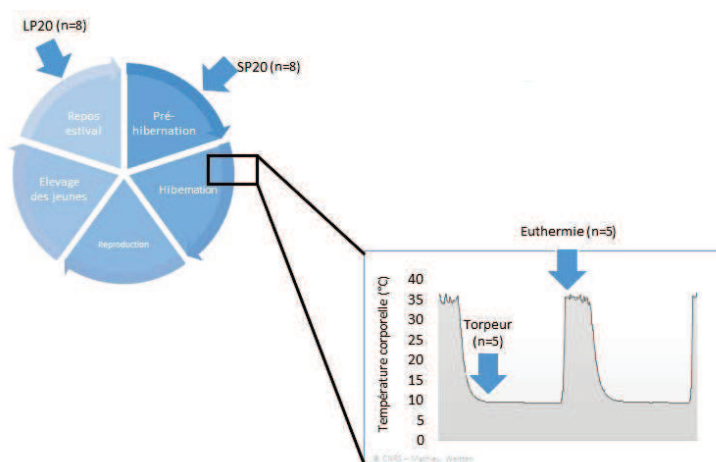 LP20 (n=8)
SP20 (n=8)
Repos
estival
Pré-
hibernation
Elevage
des jeunes
Hibernation
Reproduction
Euthermie (n=5)
Température corporelle (°C)
40
35
30
25
20
15
10
5
0
Torpeur
(n=5)
© CNRS –